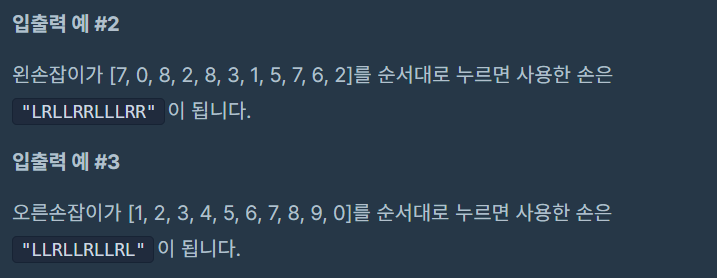 입출력 예 #2
왼손잡이가 [7, 0, 8, 2, 8, 3, 1, 5, 7, 6, 2]를 순서대로 누르면 사용한 손은
"LRLLRRLLLRR"이 됩니다.
입출력 예 #3
오른손잡이가 [1, 2, 3, 4, 5, 6, 7, 8, 9, 0]를 순서대로 누르면 사용한 손은
"LLRLLRLLRL"이 됩니다.